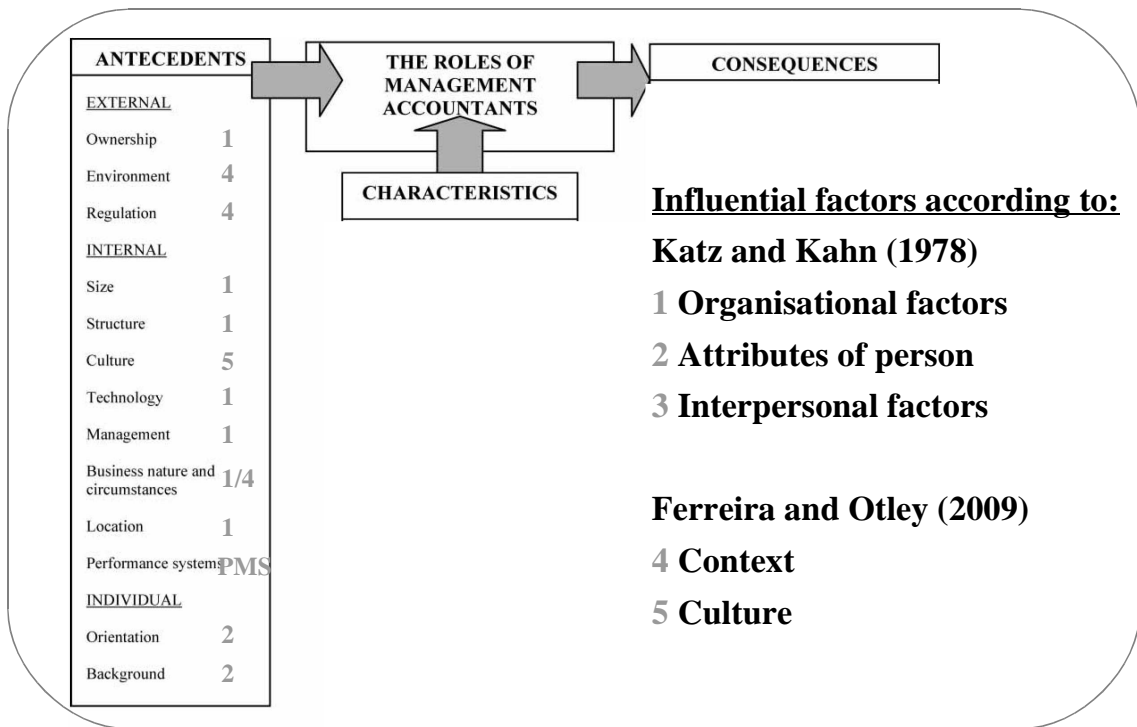 ANTECEDENTS
EXTERNAL
Ownership 1
Environment 4
Regulation 4
INTERNAL
Size 1
Structure 1
Culture 5
Technology 1
Management 1
Business nature and
circumstances 1/4
Location 1
Performance systems PMS
INDIVIDUAL
Orientation 2
Background 2
THE ROLES OF
MANAGEMENT
ACCOUNTANTS
CHARACTERISTICS
CONSEQUENCES
Influential factors according to:
Katz and Kahn (1978)
1 Organisational factors
2 Attributes of person
3 Interpersonal factors
Ferreira and Otley (2009)
4 Context
5 Culture